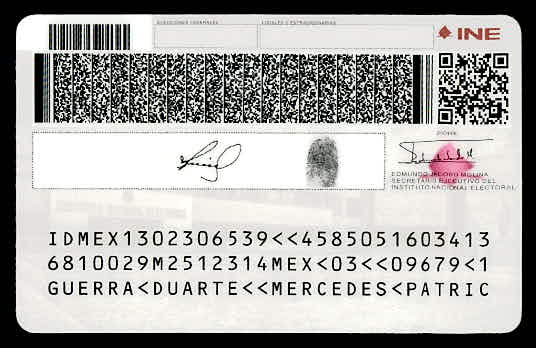 ELECCIONES FEDERALES
LOCALES Y EXTRAORDINARIAS
INE
EDMUNDO JACOBO MOLINA
SECRETARIO EJECUTIVO DEL
INSTITUTO NACIONAL ELECTORAL
IDMEX1302306539<<4585051603413
6810029M2512314MEX<03<<09679<1
GUERRA<DUARTE<<MERCEDES<PATRIC